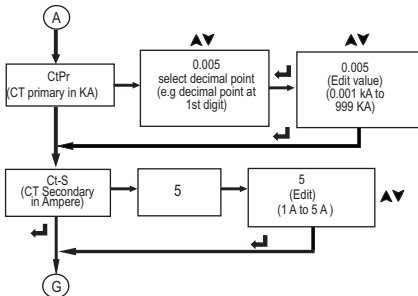 A
CtPr
(CT primary in KA)
0.005
select decimal point
(e.g decimal point at
1st digit)
0.005
(Edit value)
(0.001 kA to
999 KA)
Ct-S
(CT Secondary
in Ampere)
5
5
(Edit)
(1 A to 5 A )
G